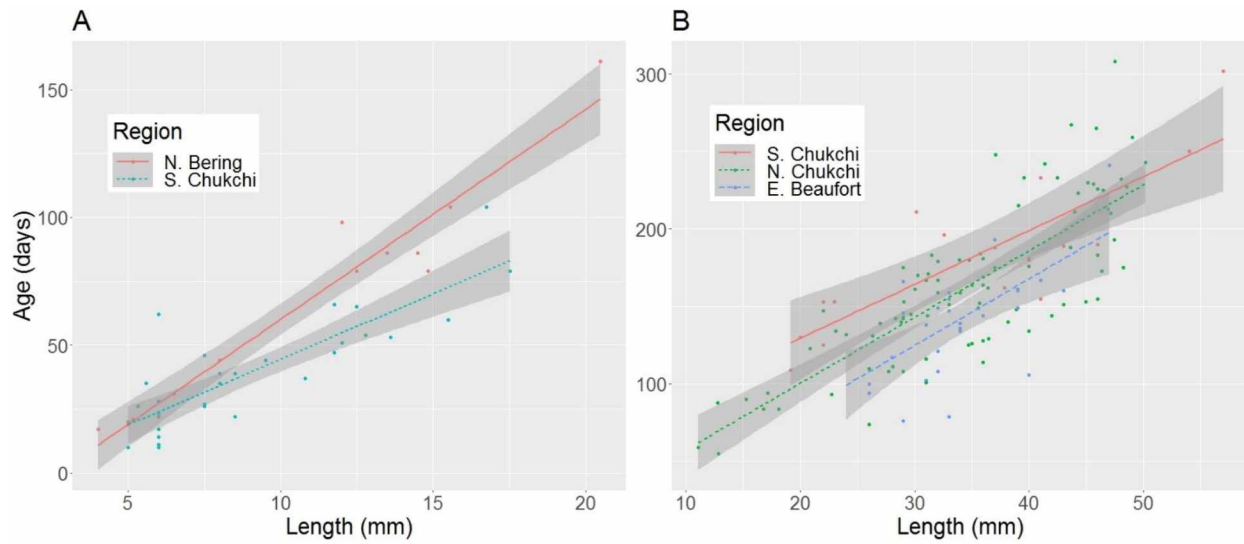 A
B
Age (days)
150
100
50
0
Region
N. Bering
S. Chukchi
5
10
15
20
Length (mm)
300
200
100
Region
S. Chukchi
N. Chukchi
E. Beaufort
10
20
30
40
50
Length (mm)